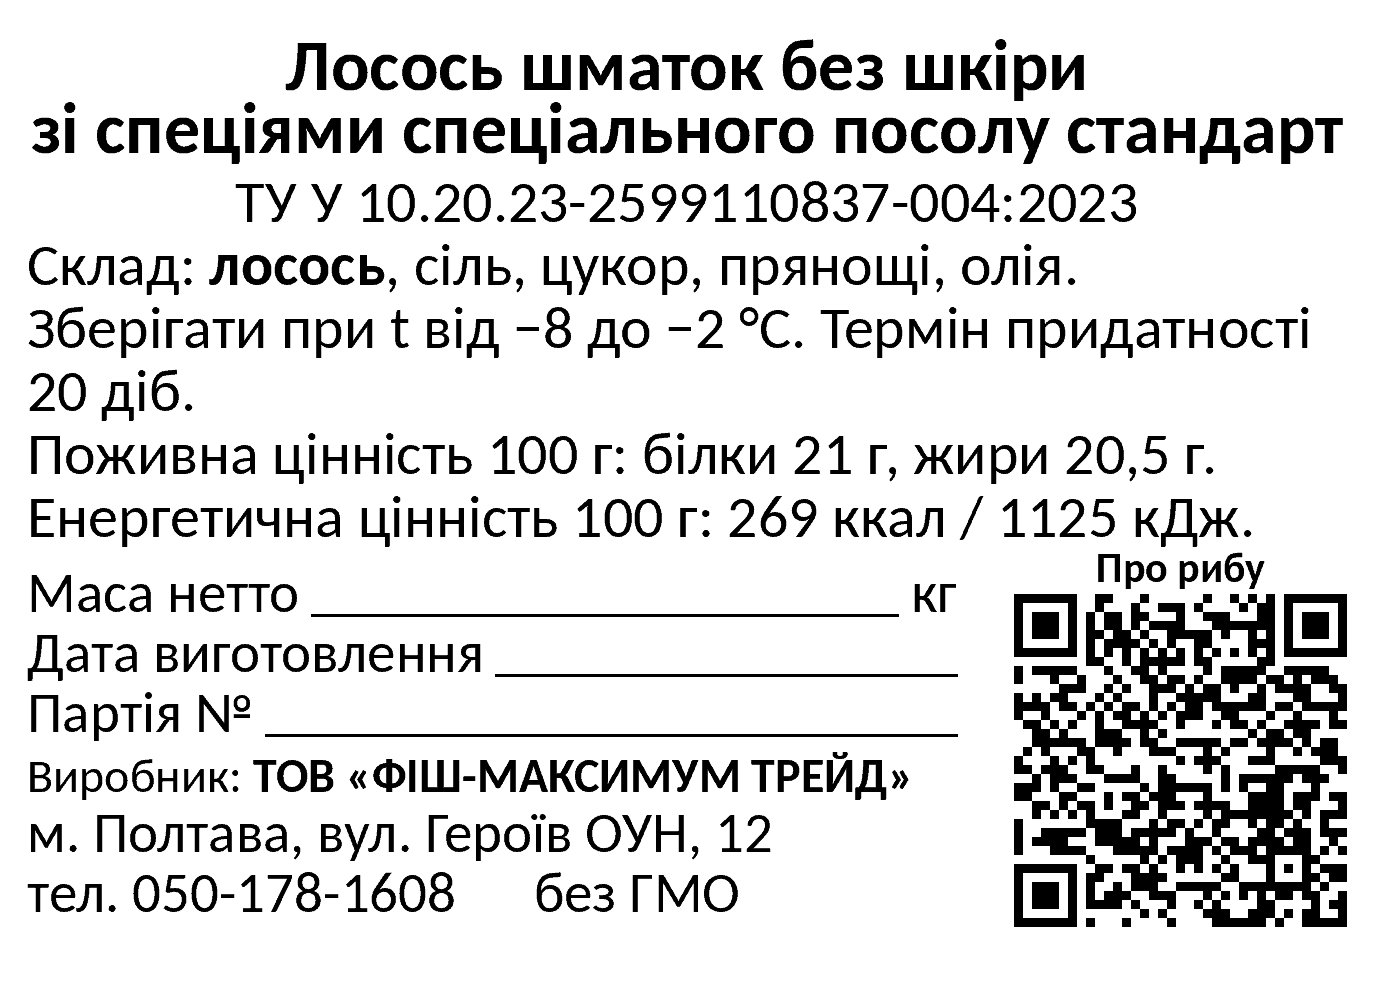 Лосось шматок без шкіри
зі спеціями спеціального посолу стандарт
ТУ У 10.20.23-2599110837-004:2023
Склад: лосось, сіль, цукор, прянощі, олія.
Зберігати при t від −8 до −2 °С. Термін придатності
20 діб.
Поживна цінність 100 г: білки 21 г, жири 20,5 г.
Енергетична цінність 100 г: 269 ккал / 1125 кДж.
Про рибу
Маса нетто ____________________ кг
Дата виготовлення ________________
Партія № ________________________
Виробник: ТОВ «ФІШ-МАКСИМУМ ТРЕЙД»
м. Полтава, вул. Героїв ОУН, 12
тел. 050-178-1608 без ГМО